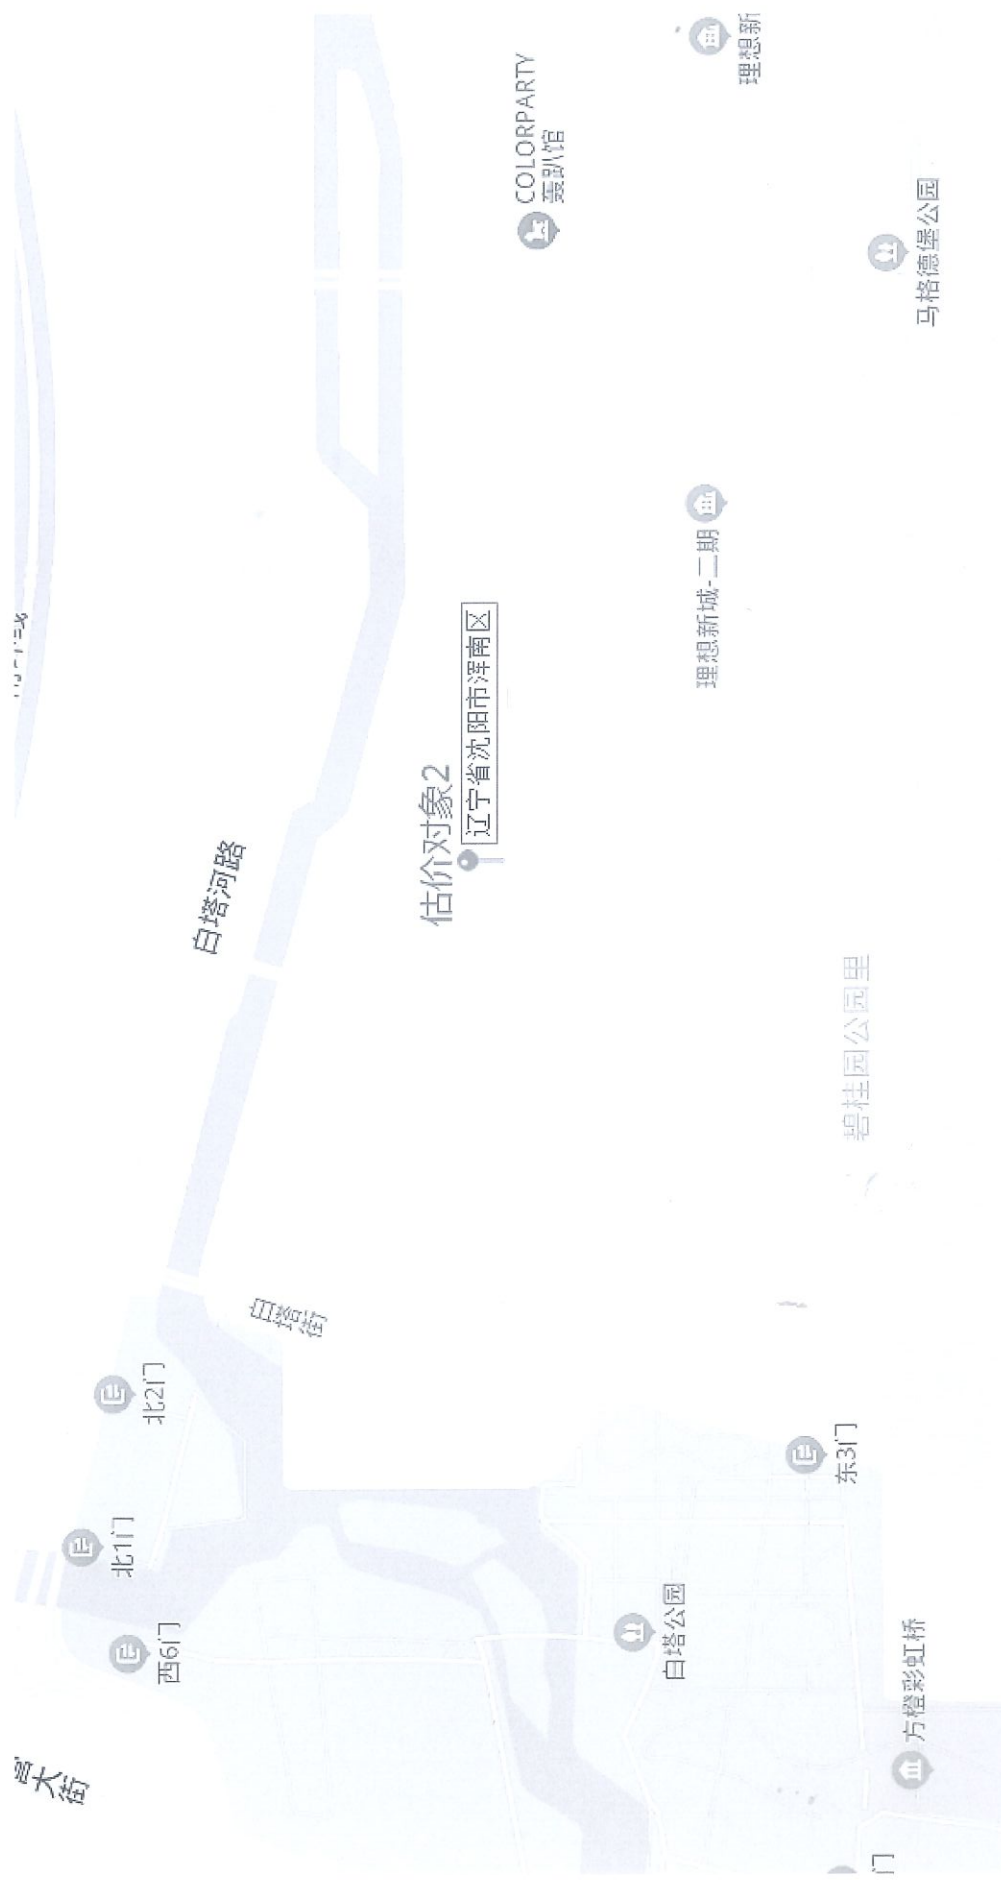 理想新
COLORPARTY
轰趴馆
马格德堡公园
理想新城-二期
估价对象2
辽宁省沈阳市浑南区
白塔河路
碧桂园公园里
白塔街
北2门
东3门
北1门
西6门
白塔公园
方橙彩虹桥
大街
门